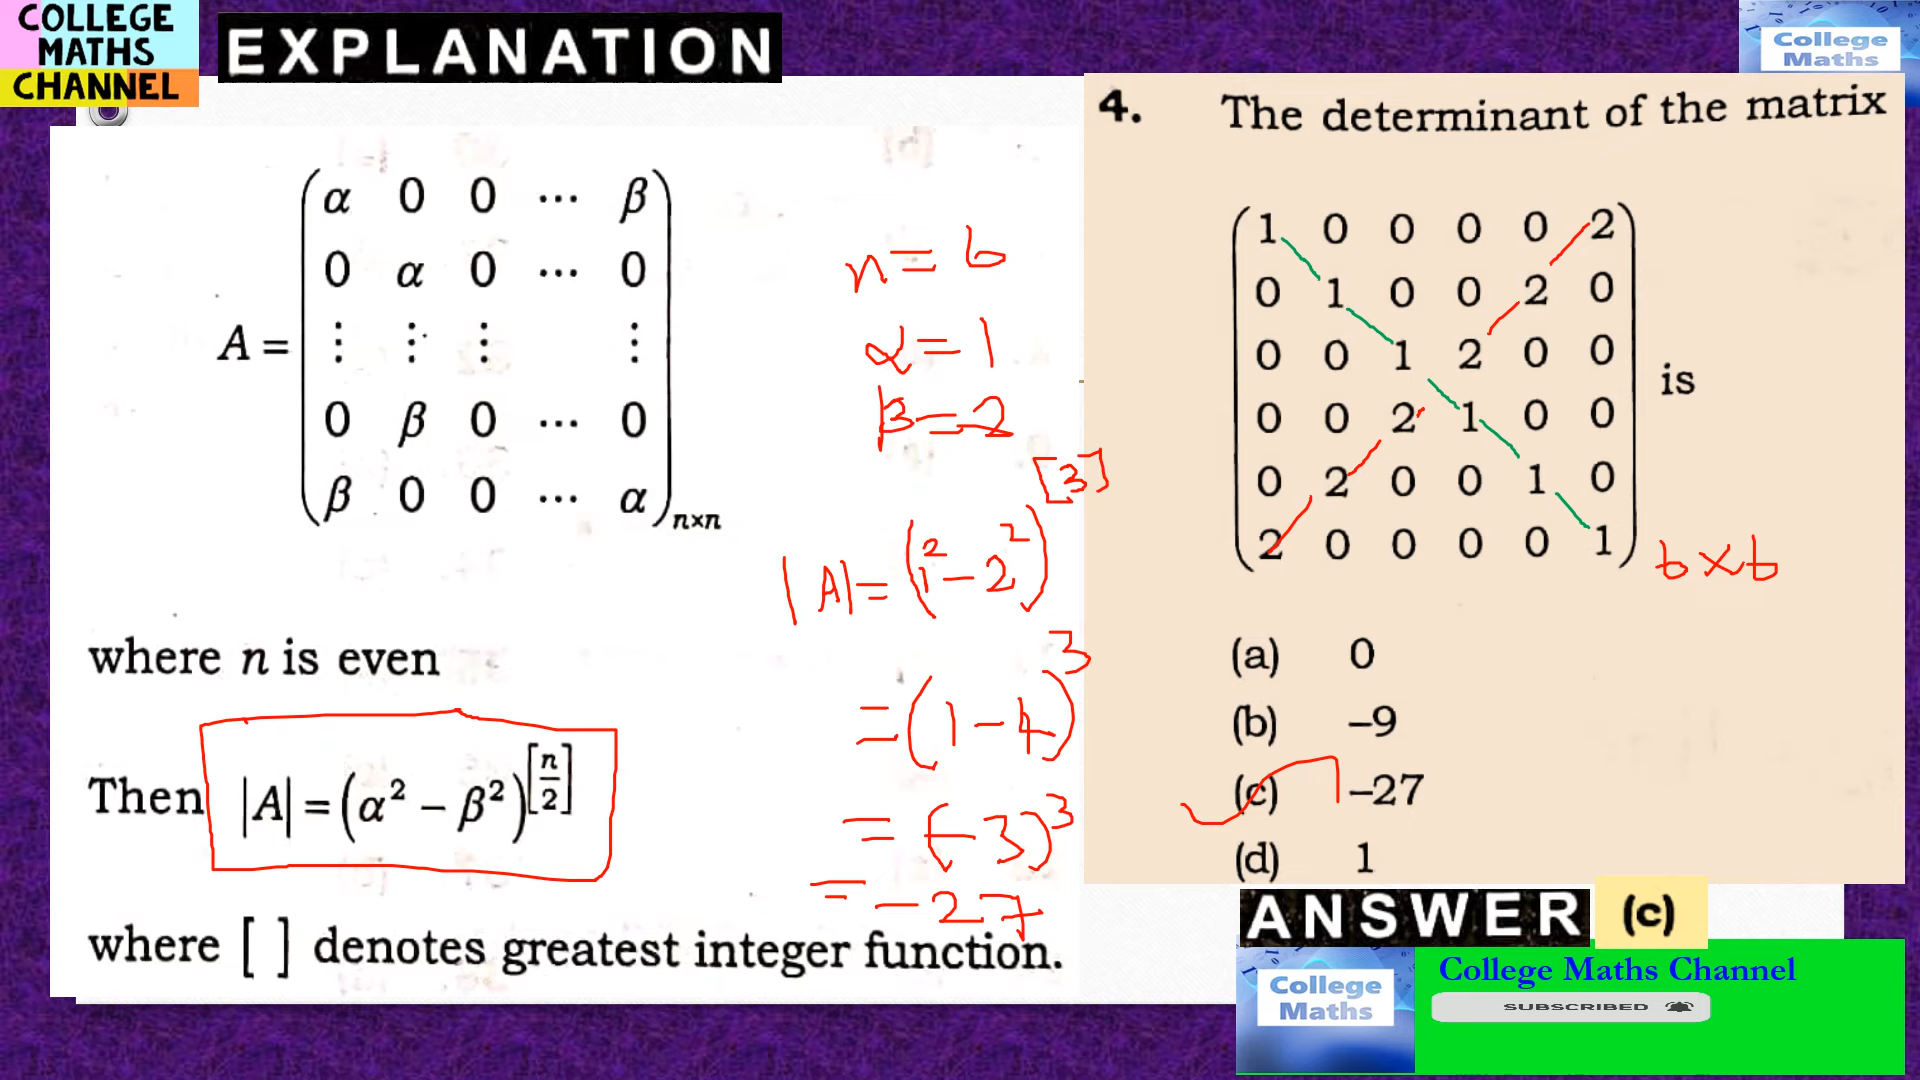 COLLEGE
MATHS
CHANNEL
EXPLANATION
College
Maths
A = ( α 0 0 ... β
0 α 0 ... 0
⋮ ⋮ ⋮ ⋮
0 β 0 ... 0
β 0 0 ... α )n×n
where n is even
Then |A| = (α² − β²)^[n/2]
where [ ] denotes greatest integer function.
n = 6
α = 1
β = 2
|A| = (1² − 2²)^[3]
= (1 − 4)³
= (−3)³
= −27
4. The determinant of the matrix
1 0 0 0 0 2
0 1 0 0 2 0
0 0 1 2 0 0
is
0 0 2 1 0 0
0 2 0 0 1 0
2 0 0 0 0 1
6×6
(a) 0
(b) −9
(c) −27
(d) 1
ANSWER (c)
College
Maths
College Maths Channel
SUBSCRIBED